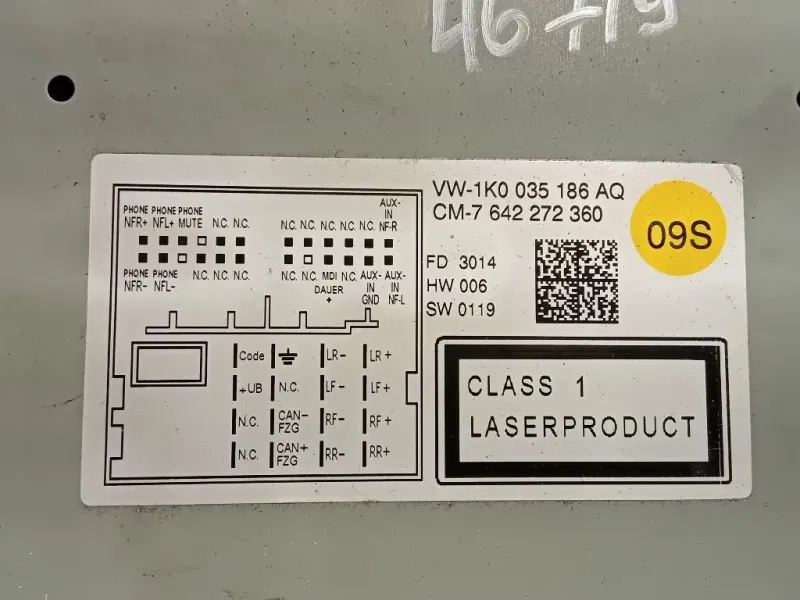 46719
VW-1K0 035 186 AQ
CM-7 642 272 360
09S
FD 3014
HW 006
SW 0119
CLASS 1
LASERPRODUCT
AUX-
IN
PHONE PHONE PHONE
NFR+ NFL+ MUTE N.C. N.C. N.C. N.C. N.C. N.C. NF-R
PHONE PHONE N.C. N.C. N.C. N.C. N.C. MDI N.C. AUX- AUX-
NFR- NFL- DAUER IN IN
+ GND NF-L
Code LR- LR+
+UB N.C. LF- LF+
N.C. CAN- RF- RF+
FZG
N.C. CAN+ RR- RR+
FZG